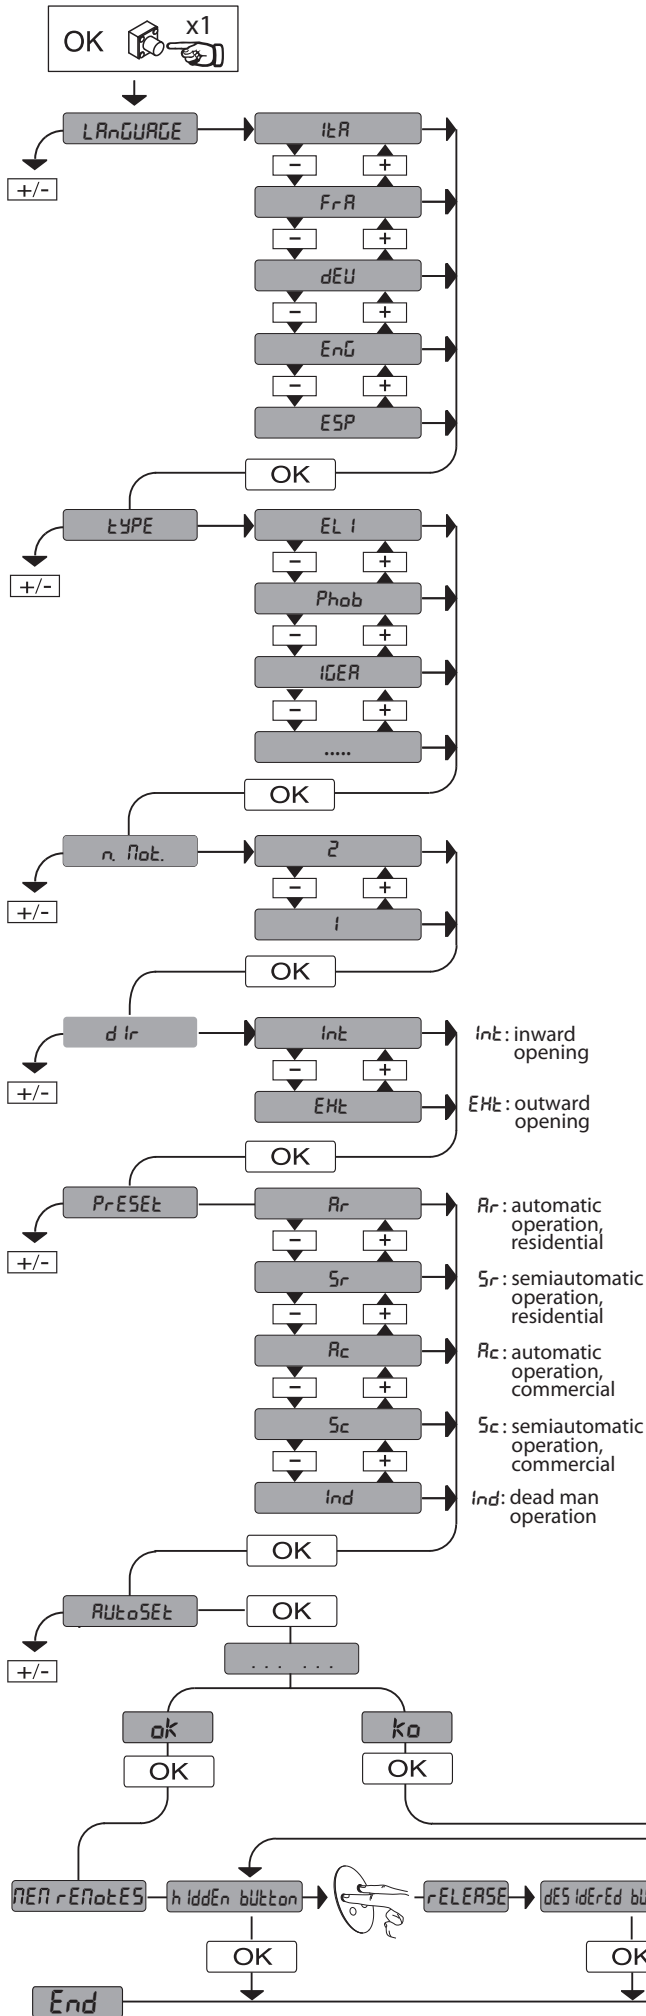 OK x1
LAnGUAGE ItA
+/- - +
FrA
- +
dEU
- +
EnG
- +
ESP
OK
tYPE EL I
+/- - +
Phob
- +
IGEA
- +
.....
OK
n. Mot. 2
+/- - +
1
OK
dIr Int Int: inward
opening
+/- - +
EHt EHt: outward
opening
OK
PrESEt Ar Ar: automatic
operation,
residential
+/- - +
Sr Sr: semiautomatic
operation,
residential
- +
Ac Ac: automatic
operation,
commercial
- +
Sc Sc: semiautomatic
operation,
commercial
- +
Ind Ind: dead man
operation
OK
AUtoSEt OK
+/- ... ...
ok ko
OK OK
MEM rEMotES hIddEn bUtton rELEASE dESIdErEd
OK
End